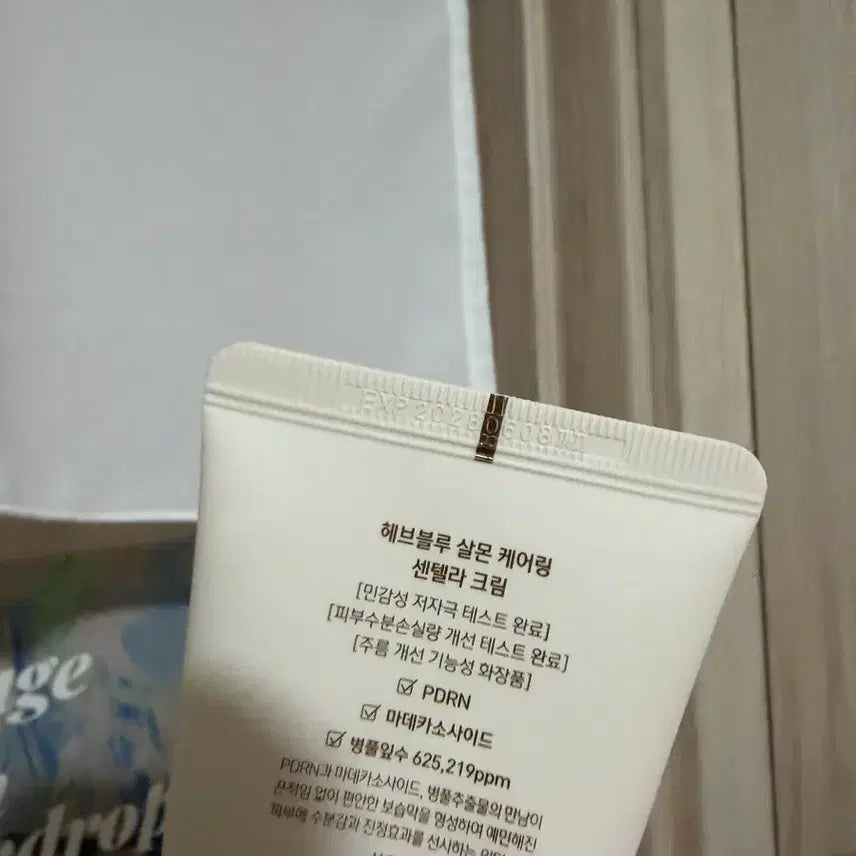 EXP 20280608
헤브블루 살몬 케어링
센텔라 크림
[민감성 저자극 테스트 완료]
[피부수분손실량 개선 테스트 완료]
[주름 개선 기능성 화장품]
☑ PDRN
☑ 마데카소사이드
☑ 병풀잎수 625,219ppm
PDRN과 마데카소사이드, 병풀추출물의 만남이
끈적임 없이 편안한 보습막을 형성하여 예민해진
피부에 수분감과 진정효과를 선사하는
age
drop